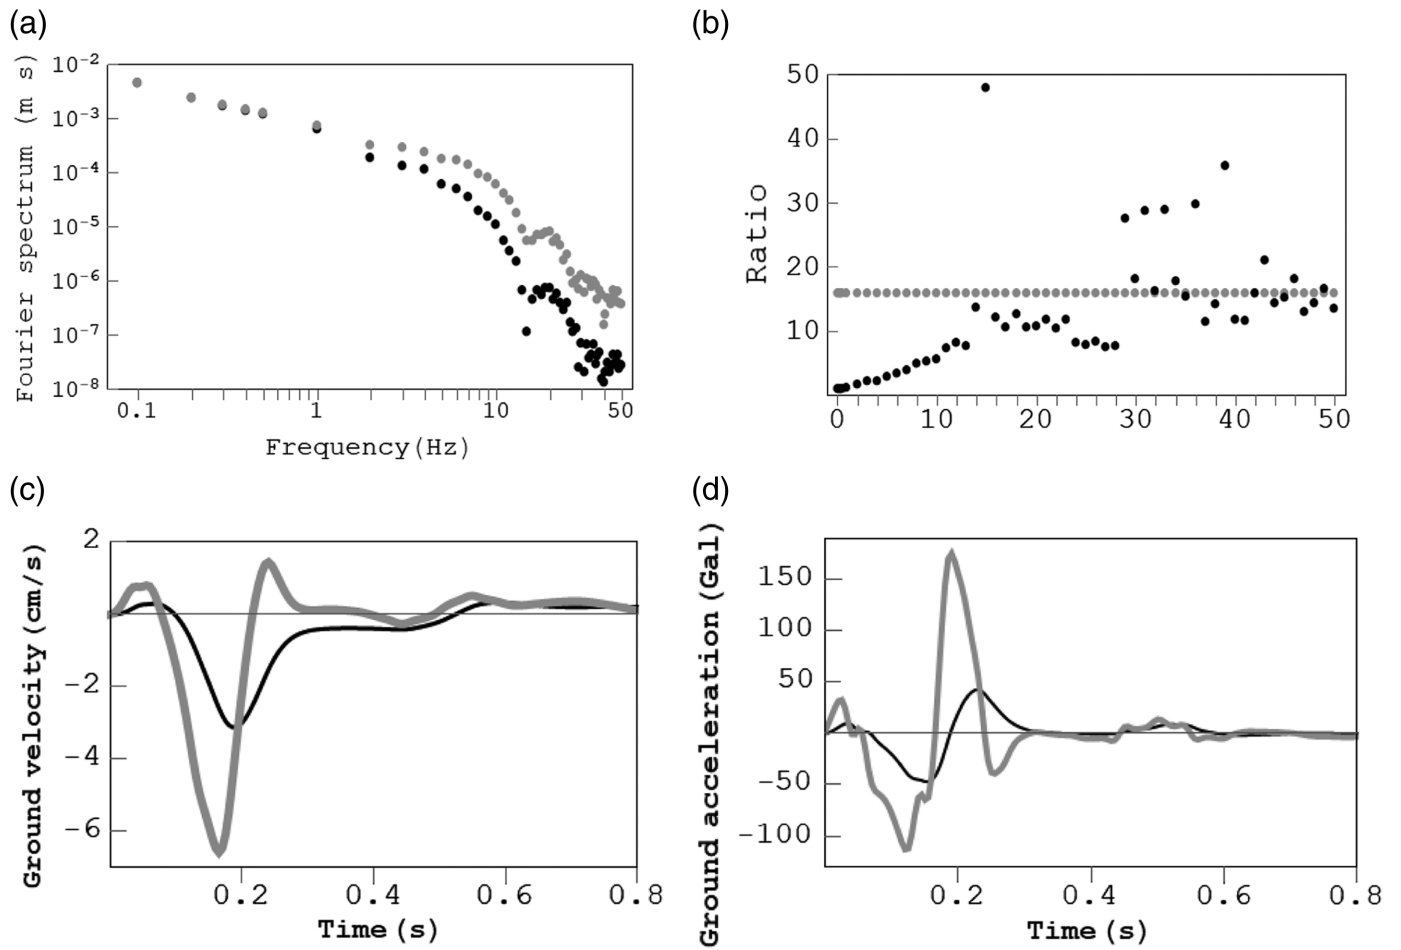 (a)
Fourier spectrum (m s)
10⁻²
10⁻³
10⁻⁴
10⁻⁵
10⁻⁶
10⁻⁷
10⁻⁸
0.1 1 10 50
Frequency(Hz)
(b)
Ratio
50
40
30
20
10
0 10 20 30 40 50
(c)
Ground velocity (cm/s)
2
-2
-4
-6
0.2 0.4 0.6 0.8
Time (s)
(d)
Ground acceleration (Gal)
150
100
50
-50
-100
0.2 0.4 0.6 0.8
Time (s)